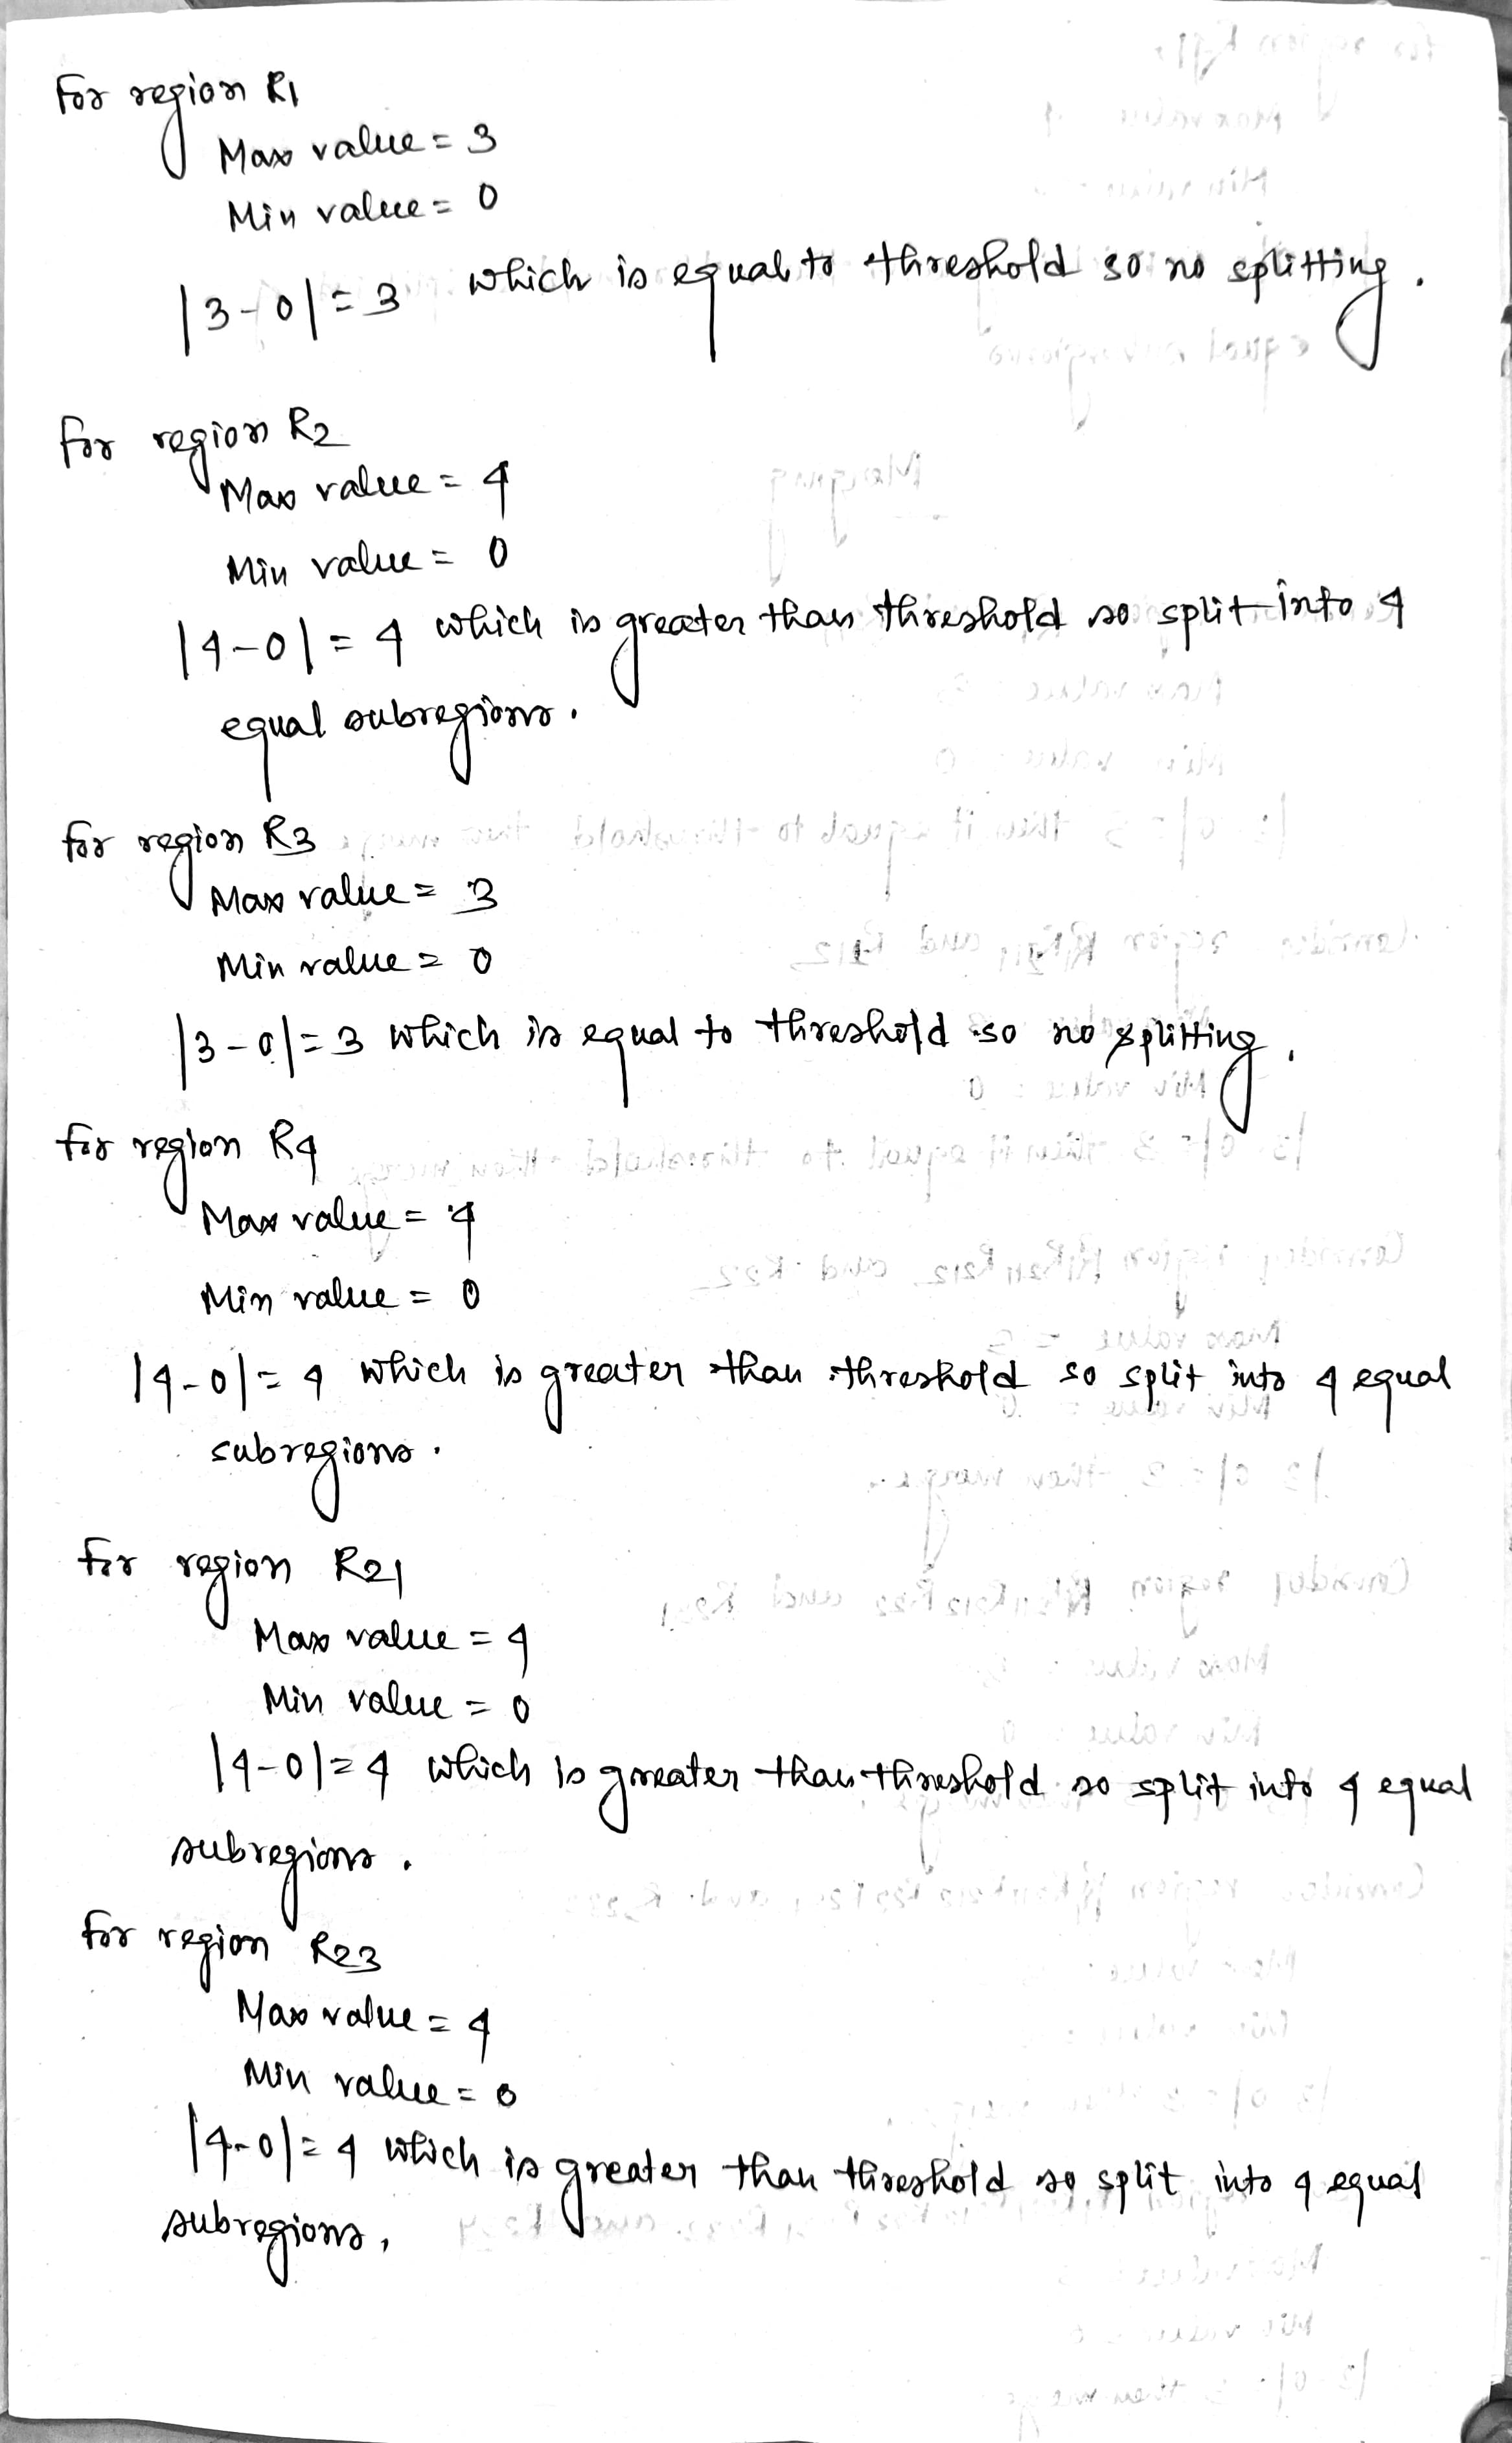 For region R1
Max value = 3
Min value = 0
|3-0| = 3 which is equal to threshold so no splitting.
For region R2
Max value = 4
Min value = 0
|4-0| = 4 which is greater than threshold so split into 4
equal subregions.
For region R3
Max value = 3
Min value = 0
|3-0| = 3 which is equal to threshold so no splitting.
For region R4
Max value = 4
Min value = 0
|4-0| = 4 which is greater than threshold so split into 4 equal
subregions.
For region R21
Max value = 4
Min value = 0
|4-0| = 4 which is greater than threshold so split into 4 equal
subregions.
For region R23
Max value = 4
Min value = 0
|4-0| = 4 which is greater than threshold so split into 4 equal
subregions.